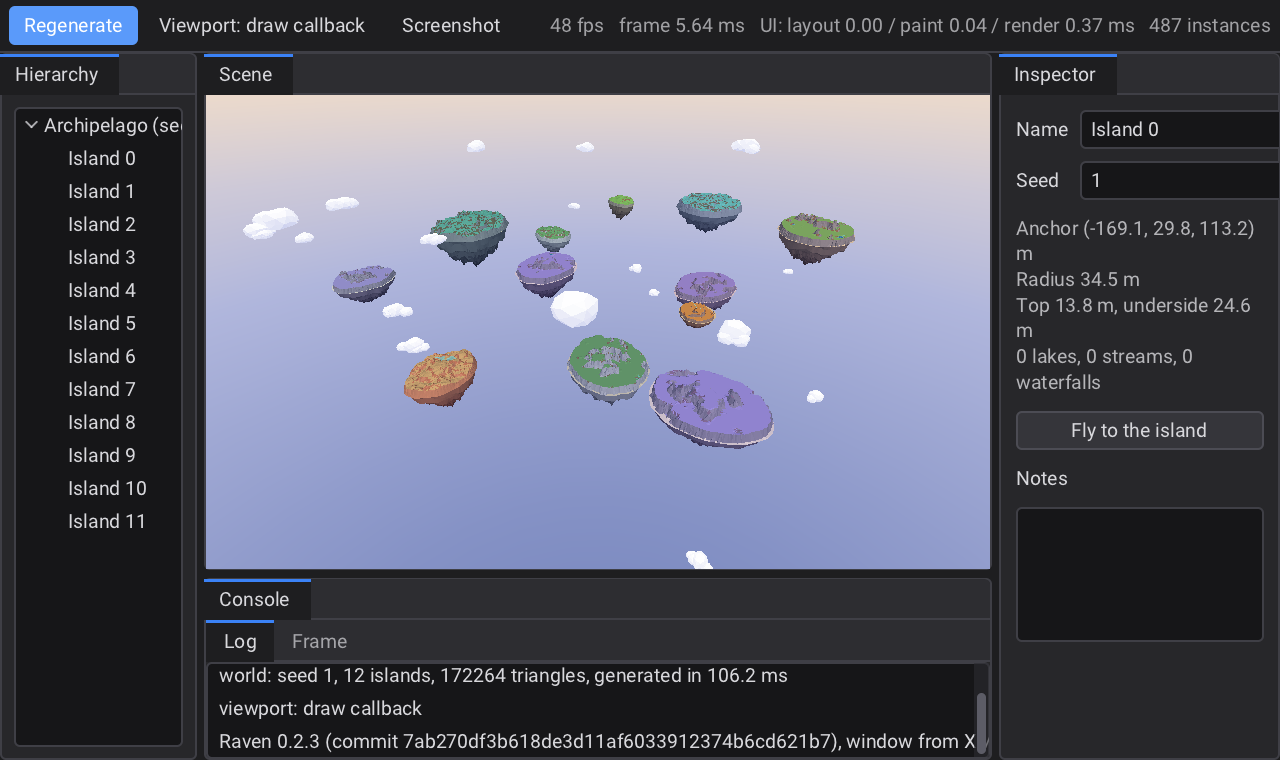 Regenerate
Viewport: draw callback
Screenshot
48 fps frame 5.64 ms UI: layout 0.00 / paint 0.04 / render 0.37 ms 487 instances
Hierarchy
Archipelago (se
Island 0
Island 1
Island 2
Island 3
Island 4
Island 5
Island 6
Island 7
Island 8
Island 9
Island 10
Island 11
Scene
Console
Log
Frame
world: seed 1, 12 islands, 172264 triangles, generated in 106.2 ms
viewport: draw callback
Raven 0.2.3 (commit 7ab270df3b618de3d11af6033912374b6cd621b7), window from X
Inspector
Name
Island 0
Seed
1
Anchor (-169.1, 29.8, 113.2)
m
Radius 34.5 m
Top 13.8 m, underside 24.6
m
0 lakes, 0 streams, 0
waterfalls
Fly to the island
Notes